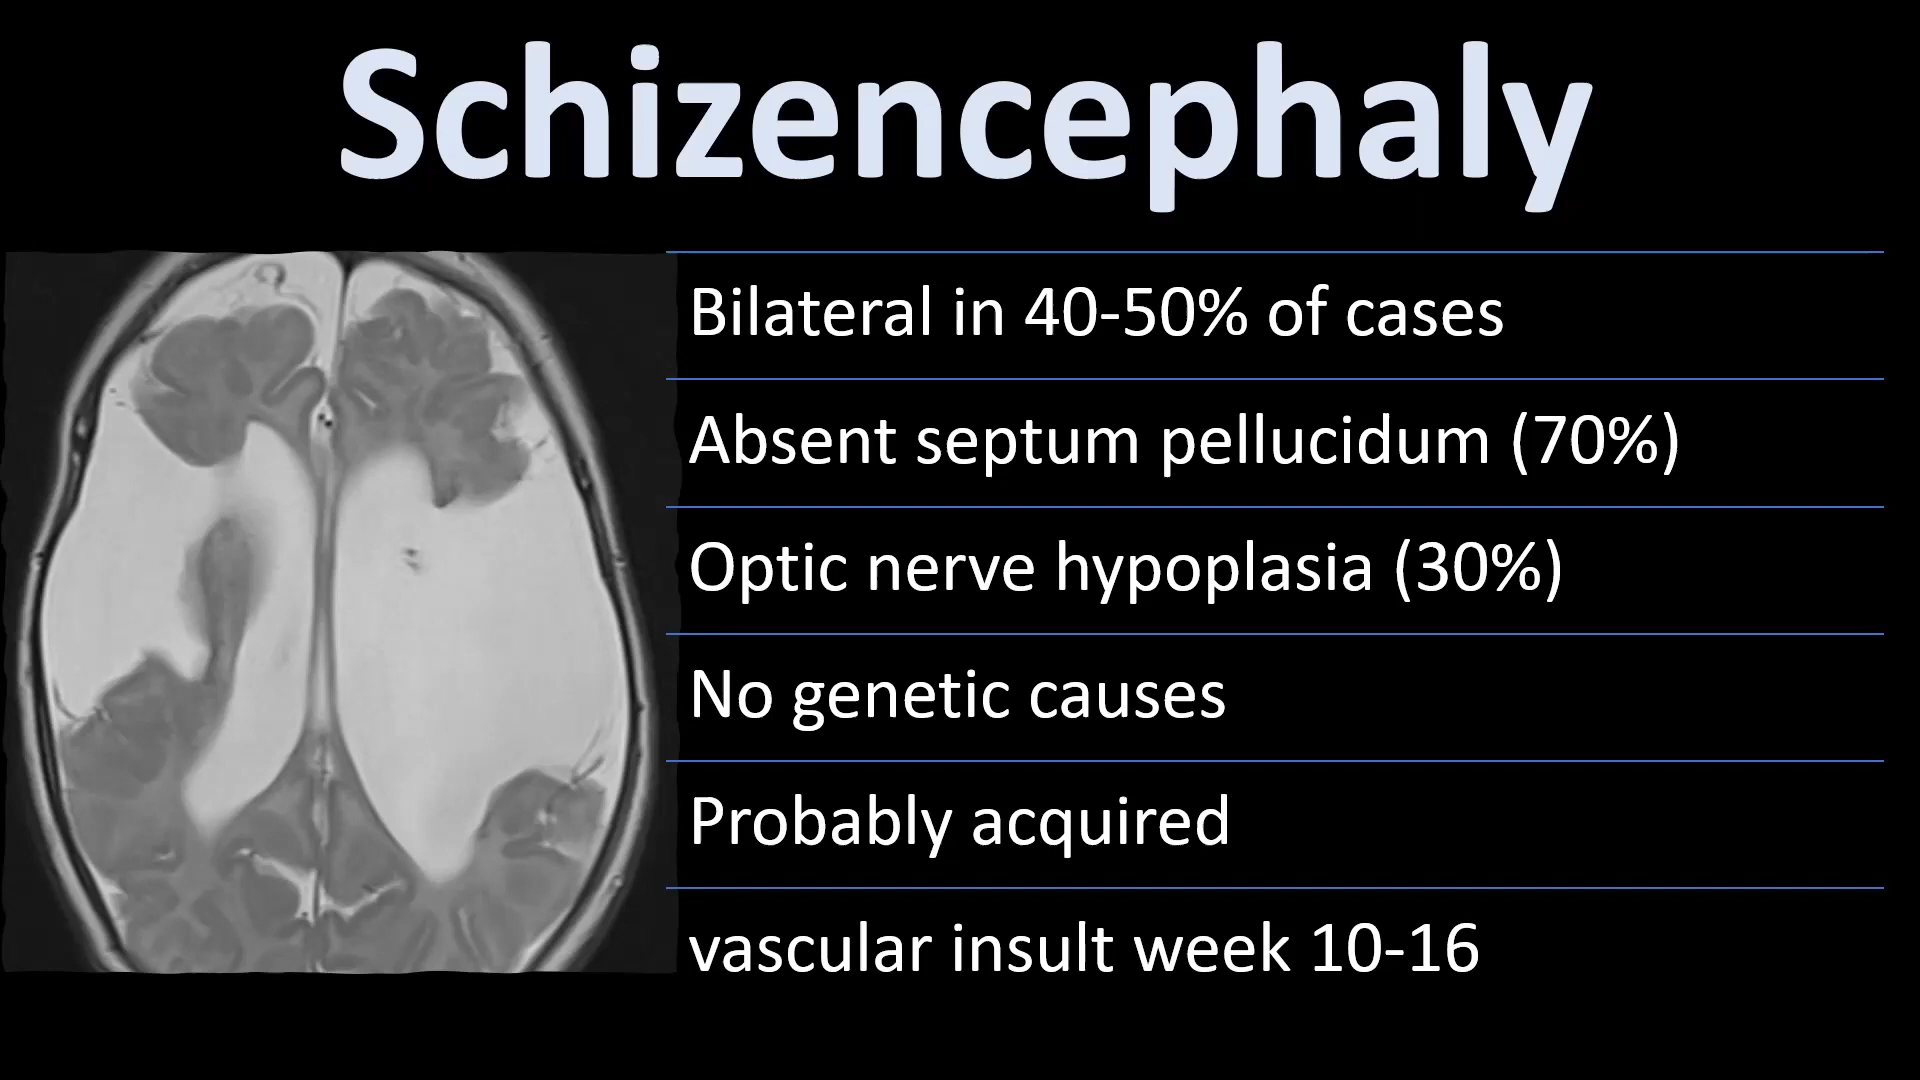 Schizencephaly
Bilateral in 40-50% of cases
Absent septum pellucidum (70%)
Optic nerve hypoplasia (30%)
No genetic causes
Probably acquired
vascular insult week 10-16